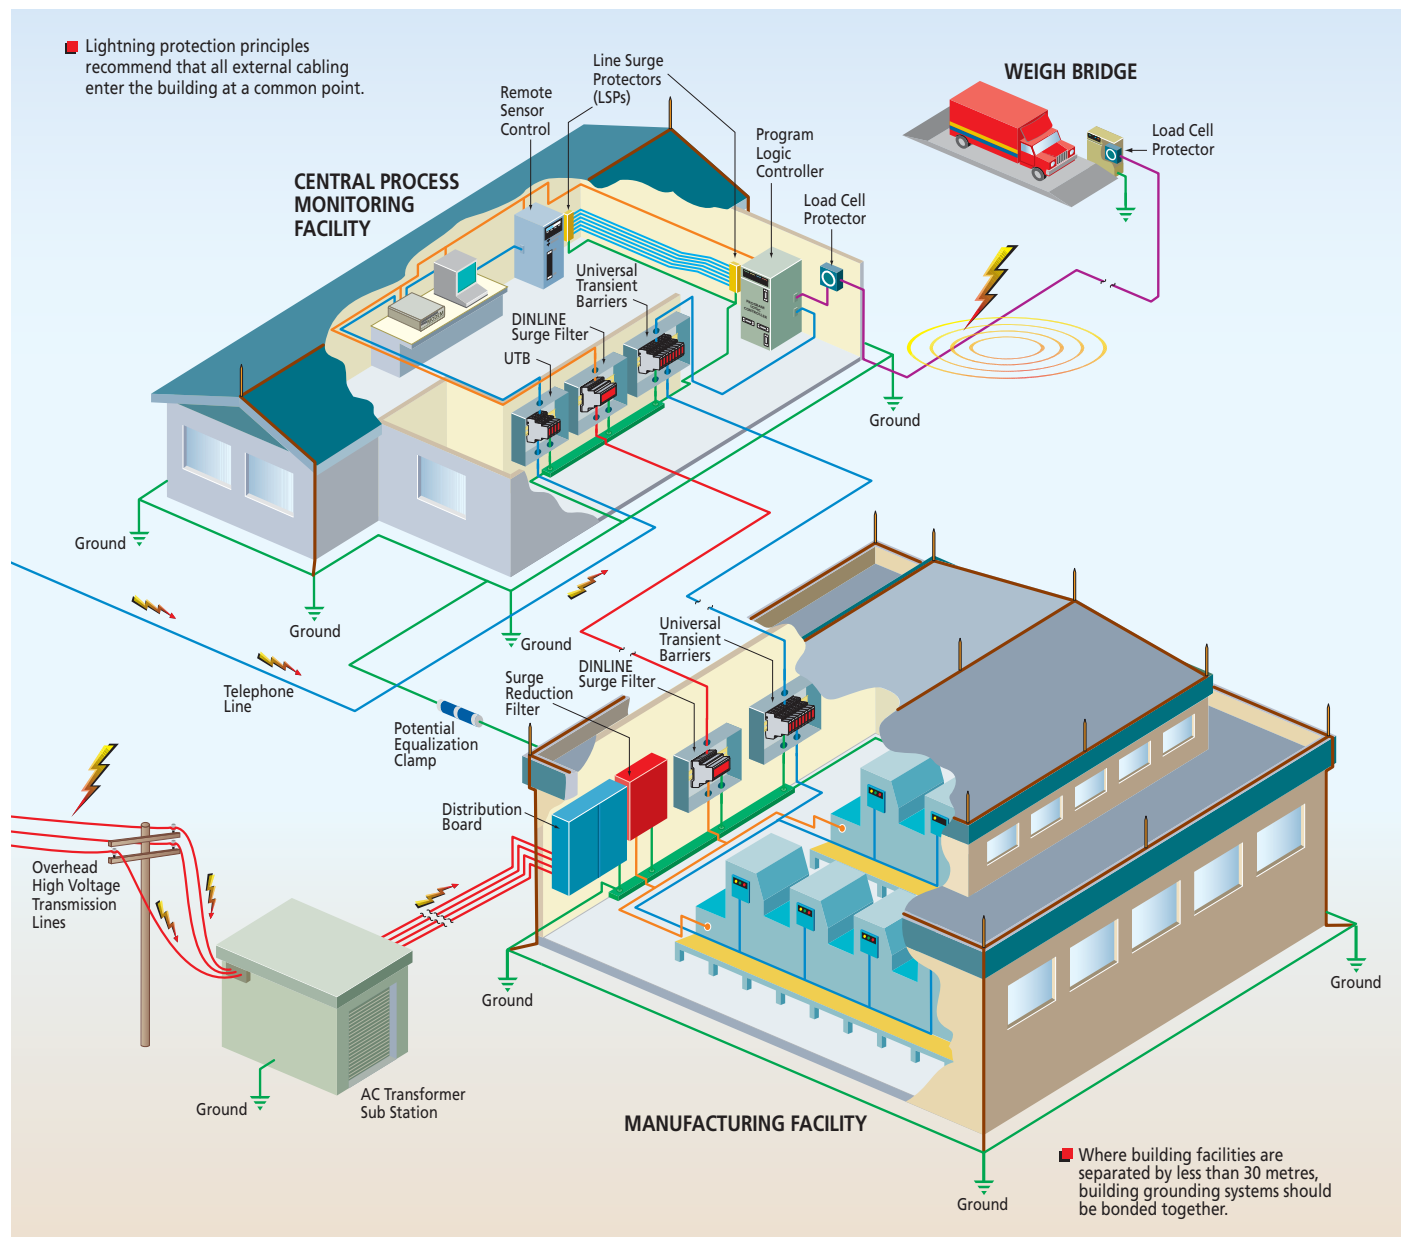 Lightning protection principles
recommend that all external cabling
enter the building at a common point.
Line Surge
Protectors
(LSPs)
Remote
Sensor
Control
WEIGH BRIDGE
Load Cell
Protector
Program
Logic
Controller
CENTRAL PROCESS
MONITORING
FACILITY
Load Cell
Protector
Universal
Transient
Barriers
DINLINE
Surge Filter
UTB
PROGRAM
LOGIC
CONTROLLER
Ground
Ground
Ground
Ground
Telephone
Line
Universal
Transient
Barriers
DINLINE
Surge Filter
Surge
Reduction
Filter
Potential
Equalization
Clamp
Distribution
Board
Overhead
High Voltage
Transmission
Lines
Ground
Ground
Ground
AC Transformer
Sub Station
MANUFACTURING FACILITY
Where building facilities are
separated by less than 30 metres,
building grounding systems should
be bonded together.
Ground